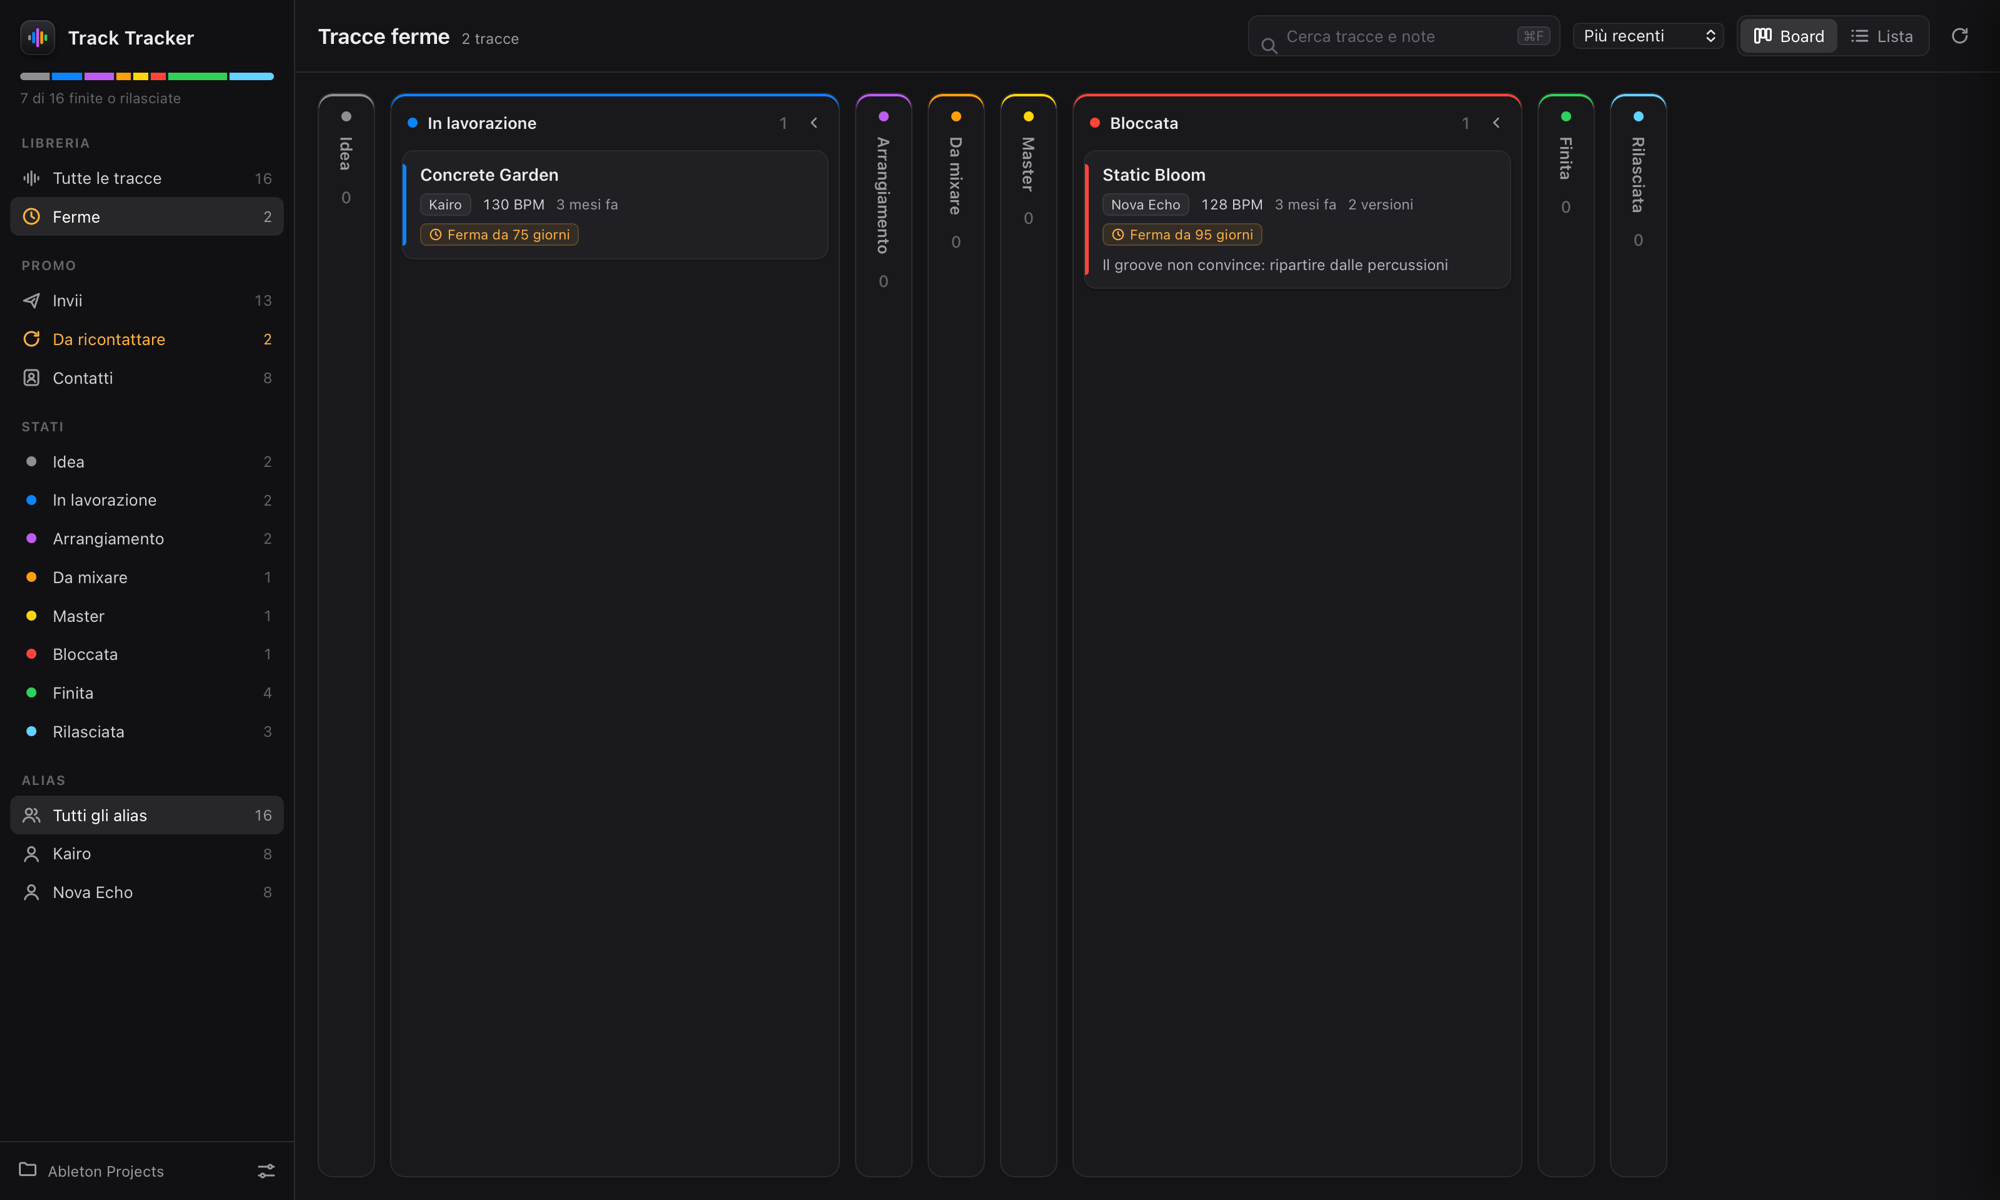 Track Tracker
7 di 16 finite o rilasciate
LIBRERIA
Tutte le tracce 16
Ferme 2
PROMO
Invii 13
Da ricontattare 2
Contatti 8
STATI
Idea 2
In lavorazione 2
Arrangiamento 2
Da mixare 1
Master 1
Bloccata 1
Finita 4
Rilasciata 3
ALIAS
Tutti gli alias 16
Kairo 8
Nova Echo 8
Ableton Projects
Tracce ferme 2 tracce
Cerca tracce e note ⌘F
Più recenti
Board
Lista
Idea 0
In lavorazione 1
Concrete Garden
Kairo 130 BPM 3 mesi fa
Ferma da 75 giorni
Arrangiamento 0
Da mixare 0
Master 0
Bloccata 1
Static Bloom
Nova Echo 128 BPM 3 mesi fa 2 versioni
Ferma da 95 giorni
Il groove non convince: ripartire dalle percussioni
Finita 0
Rilasciata 0